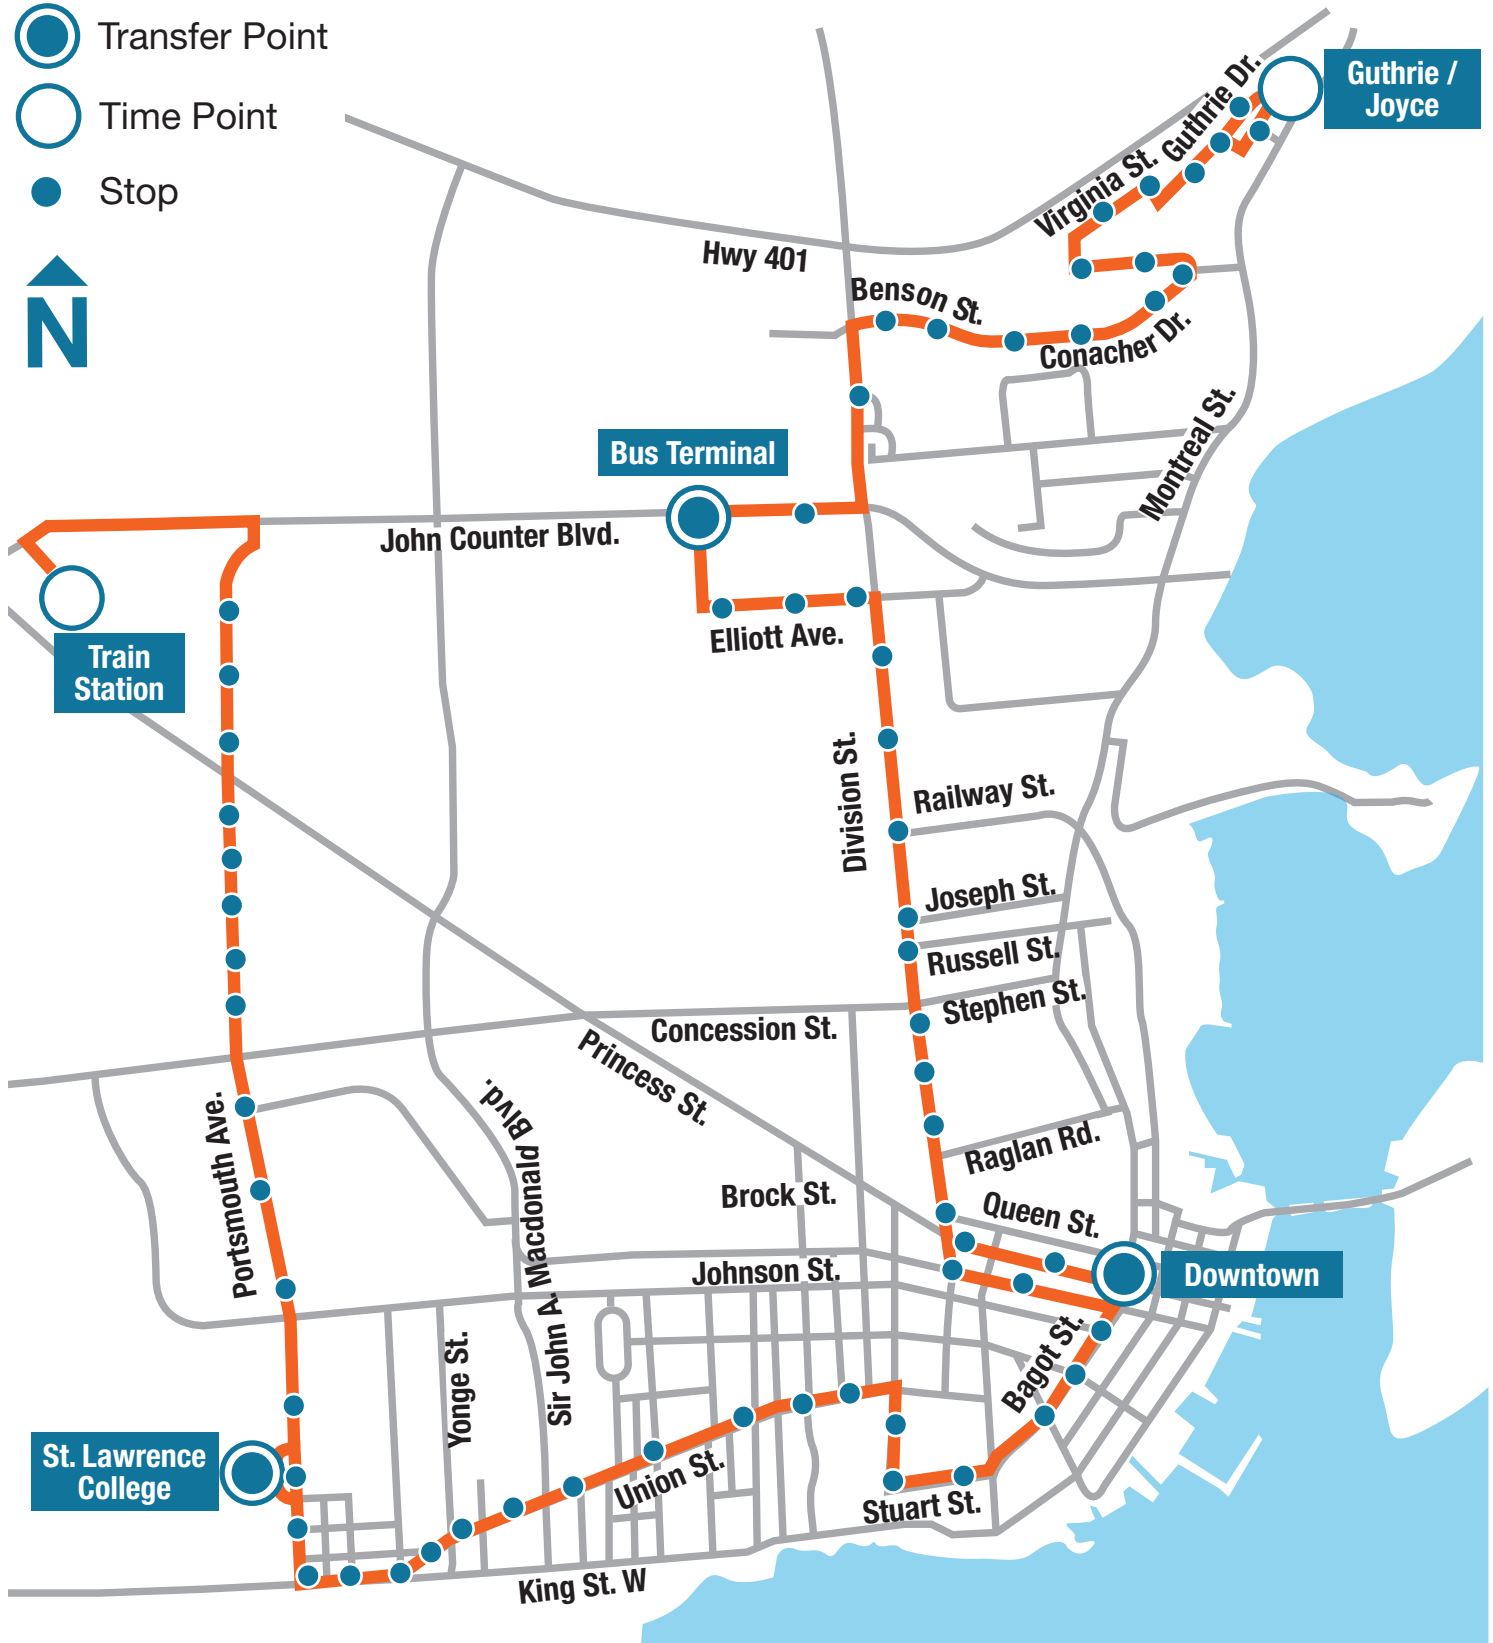 Transfer Point
Time Point
Stop
N
Guthrie /
Joyce
Guthrie Dr.
Virginia St.
Hwy 401
Benson St.
Conacher Dr.
Montreal St.
Bus Terminal
John Counter Blvd.
Elliott Ave.
Train
Station
Division St.
Railway St.
Joseph St.
Russell St.
Stephen St.
Concession St.
Princess St.
Portsmouth Ave.
Sir John A. Macdonald Blvd.
Raglan Rd.
Brock St.
Queen St.
Johnson St.
Downtown
Bagot St.
Yonge St.
St. Lawrence
College
Union St.
Stuart St.
King St. W